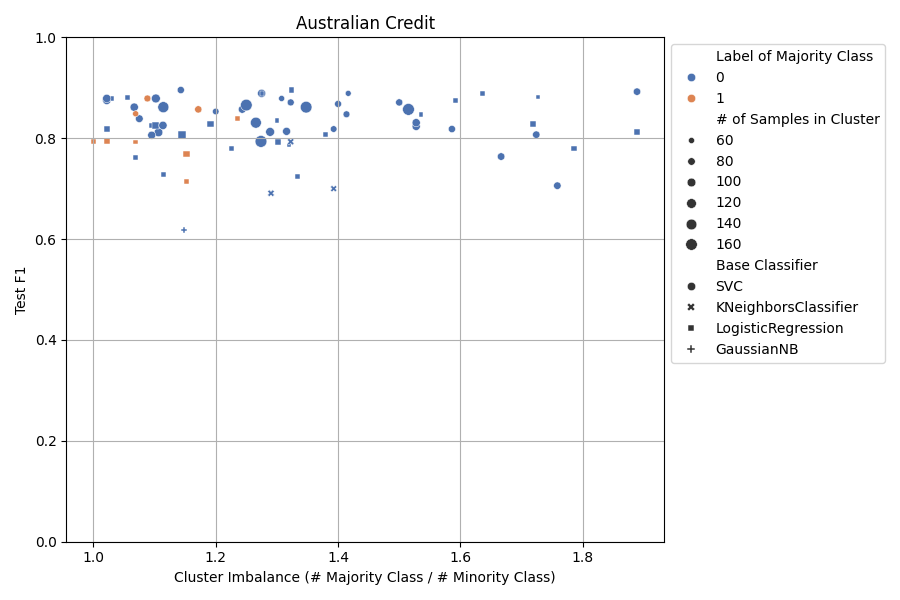 Australian Credit
1.0
0.8
0.6
0.4
0.2
0.0
Test F1
1.0 1.2 1.4 1.6 1.8
Cluster Imbalance (# Majority Class / # Minority Class)
Label of Majority Class
0
1
# of Samples in Cluster
60
80
100
120
140
160
Base Classifier
SVC
KNeighborsClassifier
LogisticRegression
GaussianNB